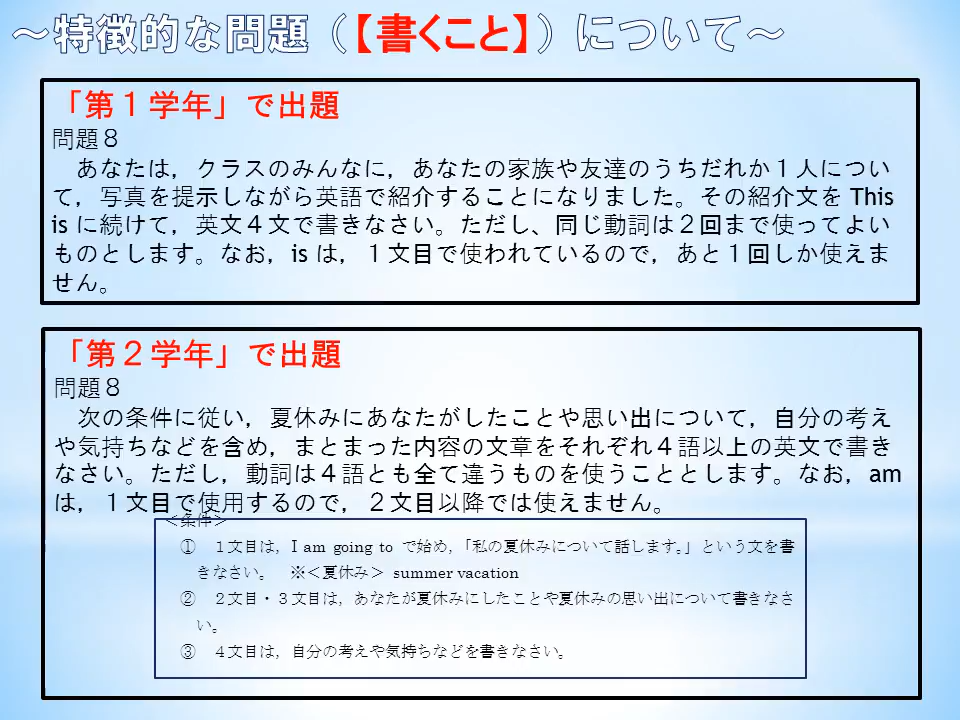 ～特徴的な問題（【書くこと】）について～
「第１学年」で出題
問題８
　あなたは，クラスのみんなに，あなたの家族や友達のうちだれか１人につい
て，写真を提示しながら英語で紹介することになりました。その紹介文を This
is に続けて，英文４文で書きなさい。ただし、同じ動詞は２回まで使ってよい
ものとします。なお，is は，１文目で使われているので，あと１回しか使えま
せん。
「第２学年」で出題
問題８
　次の条件に従い，夏休みにあなたがしたことや思い出について，自分の考え
や気持ちなどを含め，まとまった内容の文章をそれぞれ４語以上の英文で書き
なさい。ただし，動詞は４語とも全て違うものを使うこととします。なお，am
は，１文目で使用するので，２文目以降では使えません。
＜条件＞
①　１文目は，I am going to で始め，「私の夏休みについて話します。」という文を書
きなさい。　※＜夏休み＞ summer vacation
②　２文目・３文目は，あなたが夏休みにしたことや夏休みの思い出について書きなさ
い。
③　４文目は，自分の考えや気持ちなどを書きなさい。